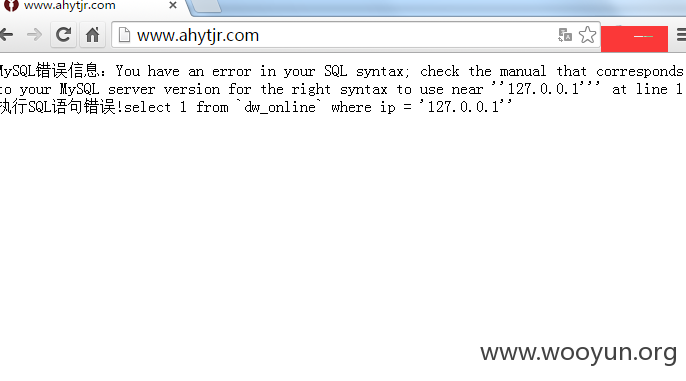 www.ahytjr.com
www.ahytjr.com
MySQL错误信息：You have an error in your SQL syntax; check the manual that corresponds
to your MySQL server version for the right syntax to use near ''127.0.0.1''' at line 1
执行SQL语句错误!select 1 from `dw_online` where ip = '127.0.0.1''
www.wooyun.org